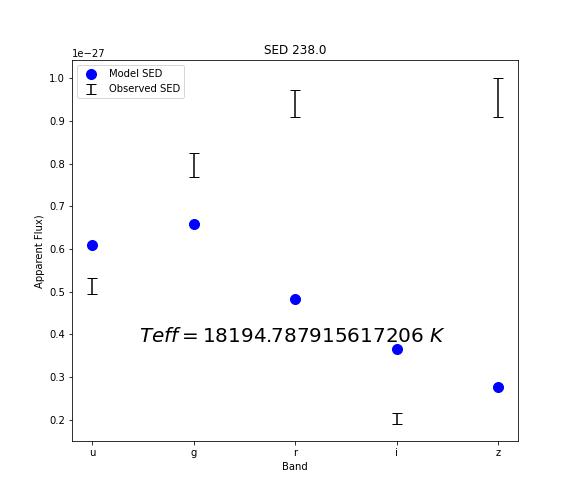 SED 238.0
1e−27
Model SED
Observed SED
1.0
0.9
0.8
0.7
0.6
0.5
0.4
0.3
0.2
Apparent Flux)
Teff = 18194.787915617206 K
u g r i z
Band